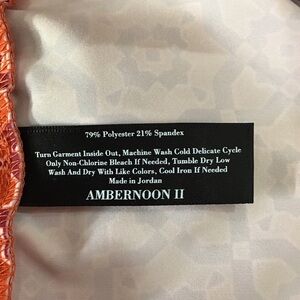 79% Polyester 21% Spandex
Turn Garment Inside Out, Machine Wash Cold Delicate Cycle
Only Non-Chlorine Bleach If Needed, Tumble Dry Low
Wash And Dry With Like Colors, Cool Iron If Needed
Made in Jordan
AMBERNOON II